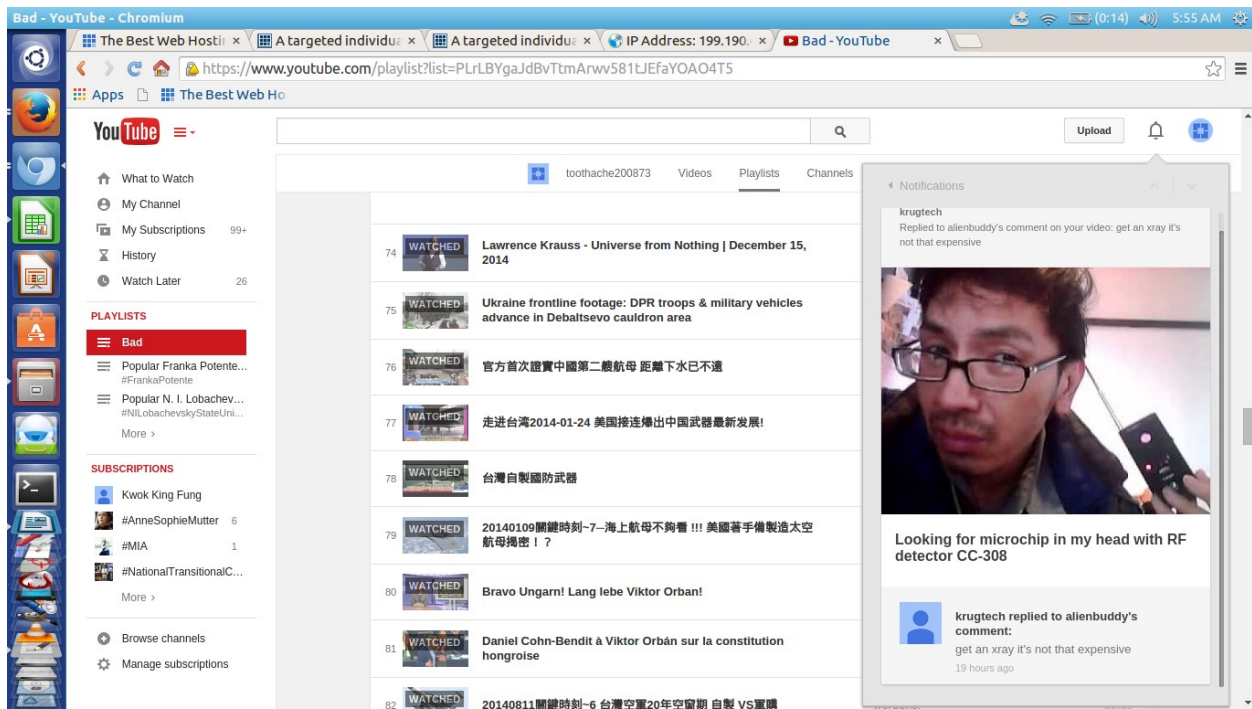 Bad - YouTube - Chromium
(0:14)
5:55 AM
The Best Web Hostin
A targeted individua
A targeted individua
IP Address: 199.190.
Bad - YouTube
https://www.youtube.com/playlist?list=PLrLBYgaJdBvTtmArwv581tJEfaYOAO4T5
Apps
The Best Web Ho
YouTube
Upload
toothache200873
Videos
Playlists
Channels
What to Watch
My Channel
My Subscriptions 99+
History
Watch Later 26
PLAYLISTS
Bad
Popular Franka Potente...
#FrankaPotente
Popular N. I. Lobachev...
#NILobachevskyStateUni...
More ›
SUBSCRIPTIONS
Kwok King Fung
#AnneSophieMutter 6
#MIA 1
#NationalTransitionalC...
More ›
Browse channels
Manage subscriptions
74 WATCHED Lawrence Krauss - Universe from Nothing | December 15,
2014
75 WATCHED Ukraine frontline footage: DPR troops & military vehicles
advance in Debaltsevo cauldron area
76 WATCHED 官方首次證實中國第二艘航母 距離下水已不遠
77 WATCHED 走进台湾2014-01-24 美国接连爆出中国武器最新发展!
78 WATCHED 台灣自製國防武器
79 WATCHED 20140109關鍵時刻~7─海上航母不夠看 !!! 美國著手備製造太空
航母揭密！？
80 WATCHED Bravo Ungarn! Lang lebe Viktor Orban!
81 WATCHED Daniel Cohn-Bendit à Viktor Orbán sur la constitution
hongroise
82 WATCHED 20140811關鍵時刻~6 台灣空軍20年空窗期 自製 VS軍購
Notifications
krugtech
Replied to alienbuddy's comment on your video: get an xray it's
not that expensive
Looking for microchip in my head with RF
detector CC-308
krugtech replied to alienbuddy's
comment:
get an xray it's not that expensive
19 hours ago